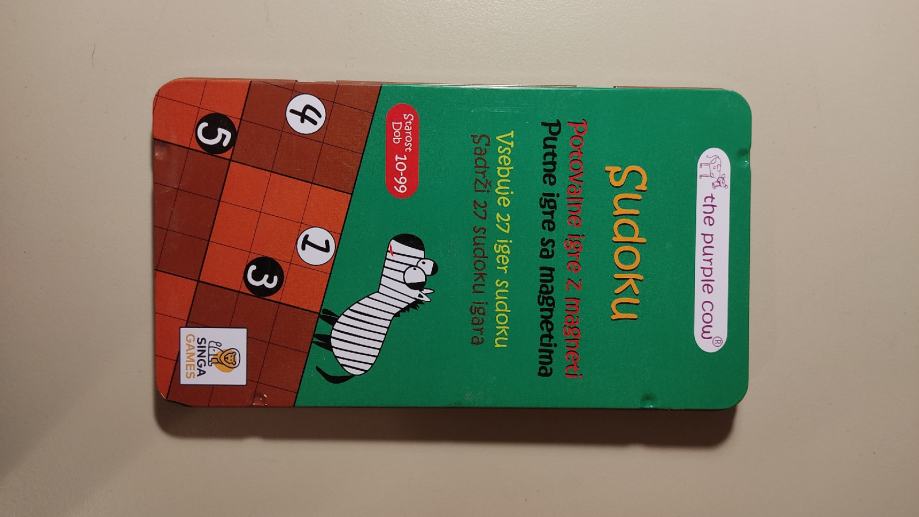 the purple cow®
Sudoku
Potovalne igre z magneti
Putne igre sa magnetima
Vsebuje 27 iger sudoku
Sadrži 27 sudoku igara
Starost
Dob 10-99
4
5
1
3
SINGA
GAMES